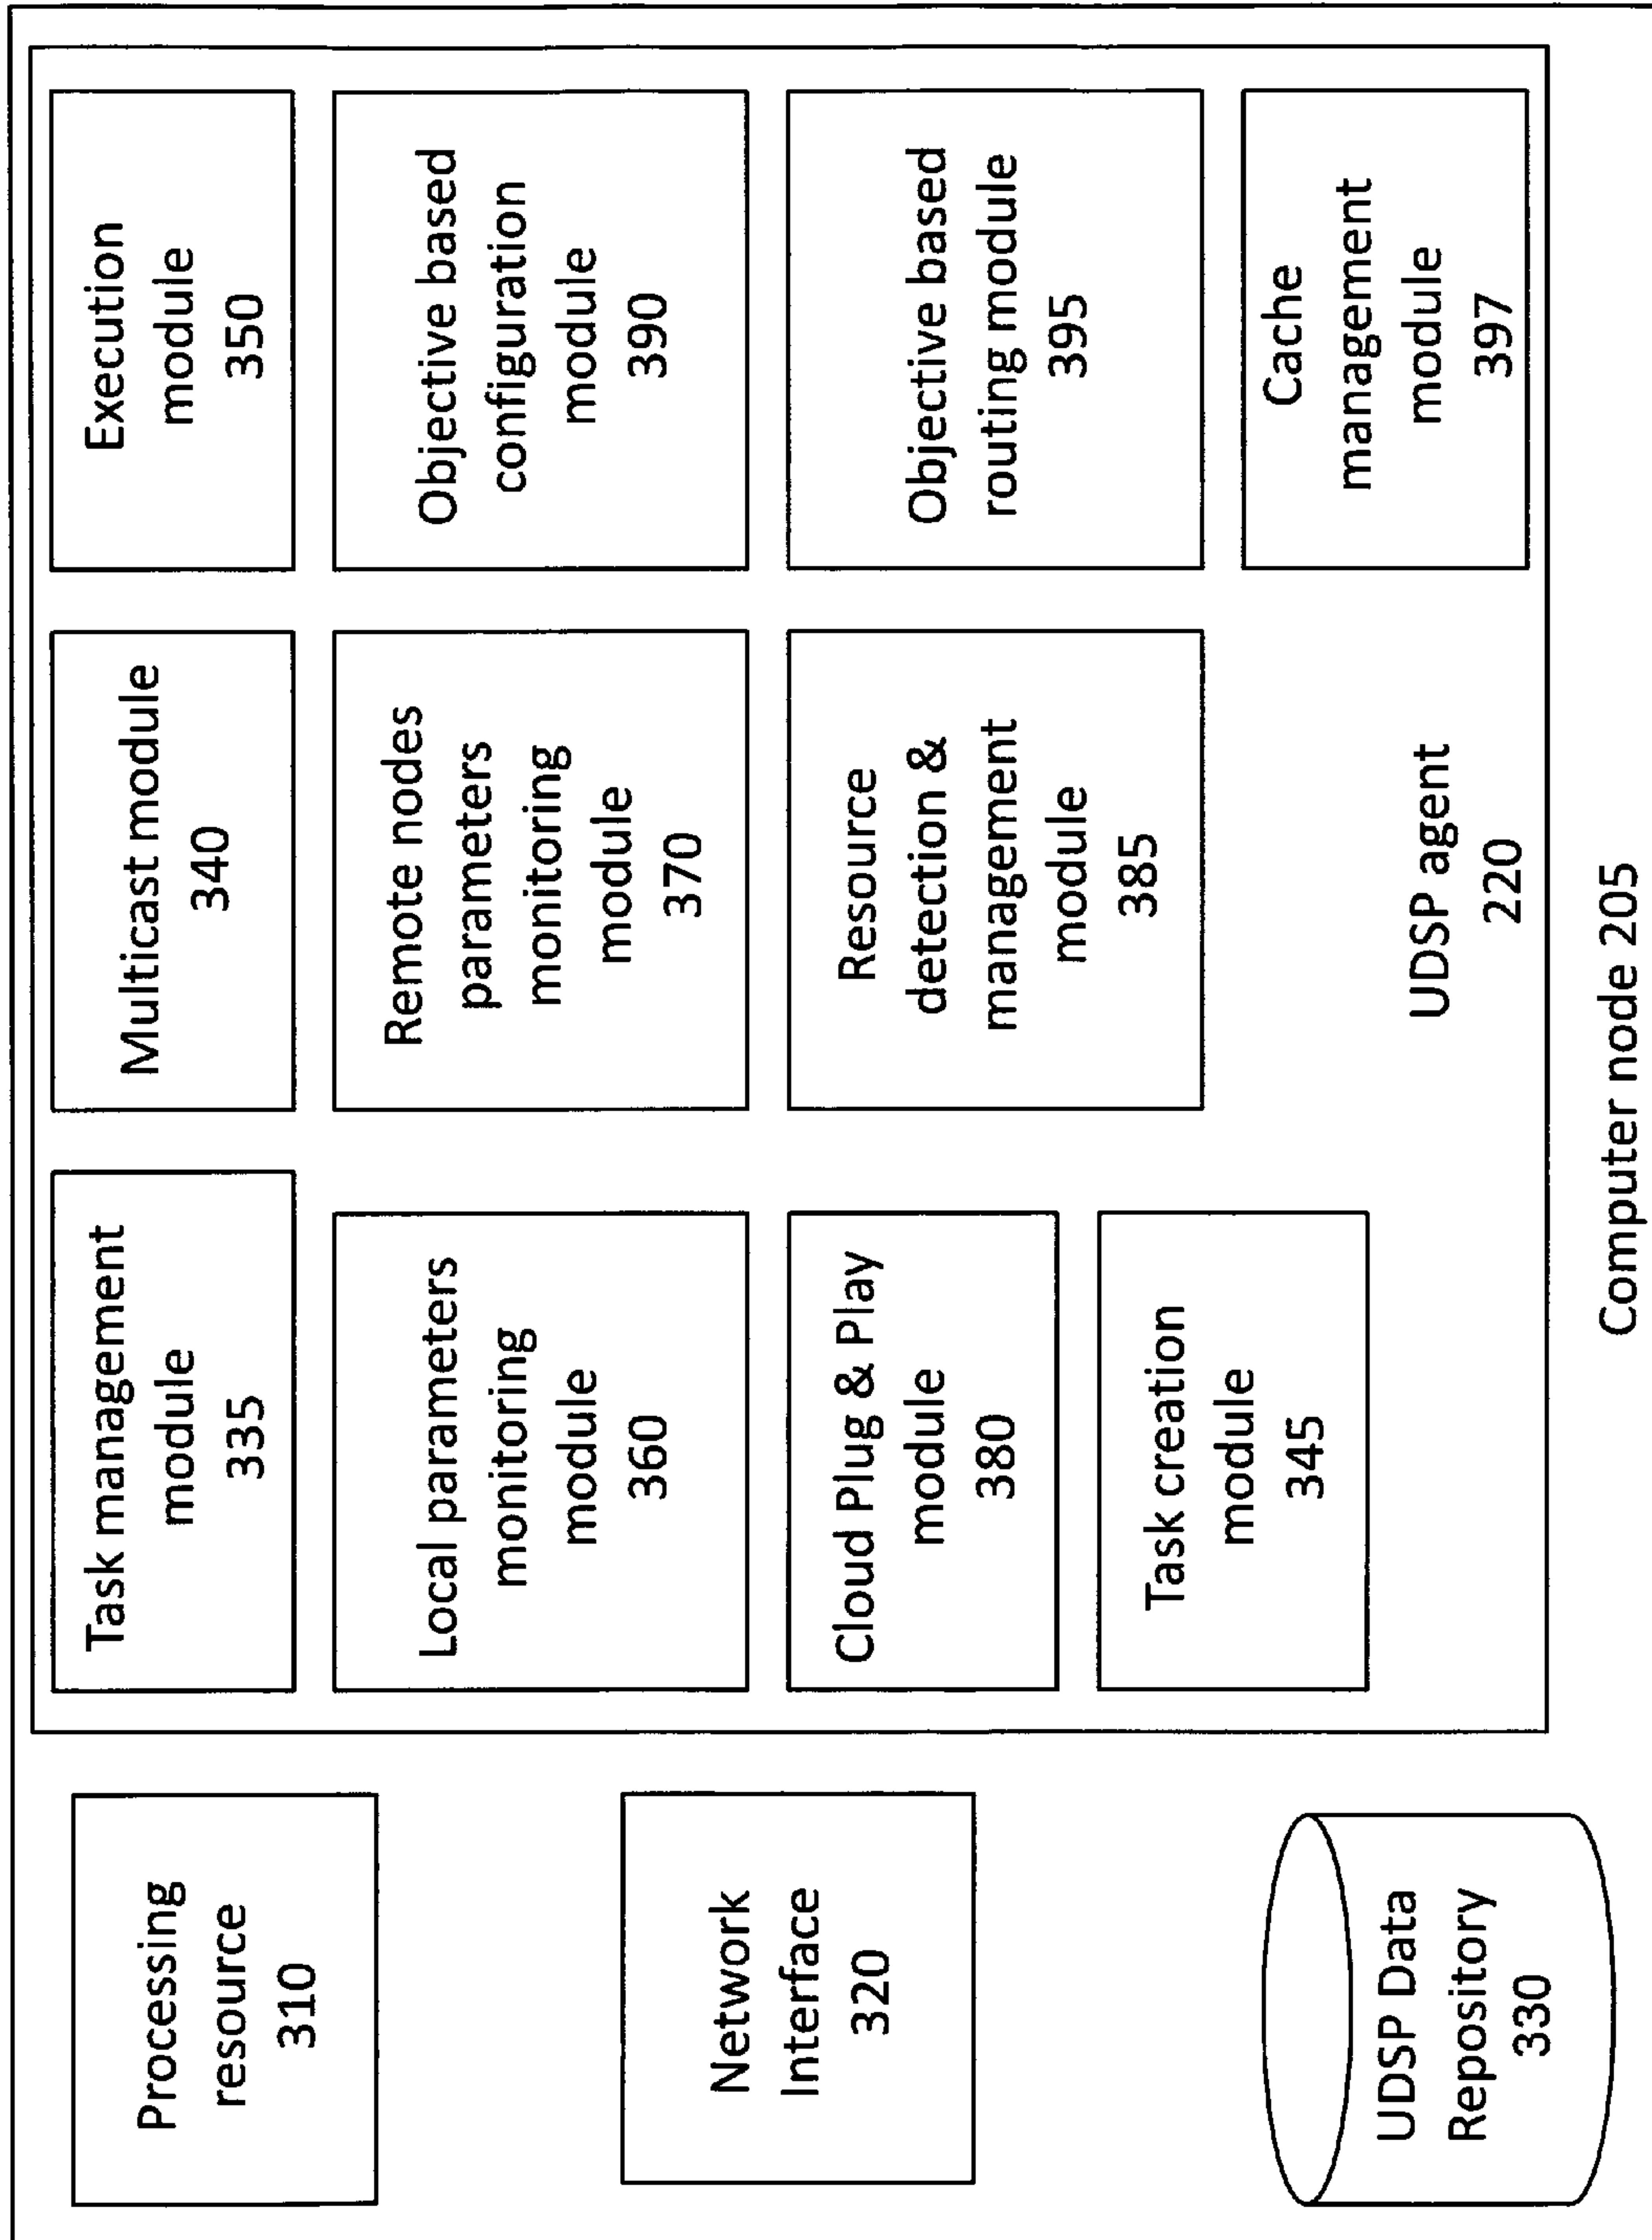 Processing
resource
310
Network
Interface
320
UDSP Data
Repository
330
Task management
module
335
Local parameters
monitoring
module
360
Cloud Plug & Play
module
380
Task creation
module
345
Multicast module
340
Remote nodes
parameters
monitoring
module
370
Resource
detection &
management
module
385
UDSP agent
220
Execution
module
350
Objective based
configuration
module
390
Objective based
routing module
395
Cache
management
module
397
Computer node 205